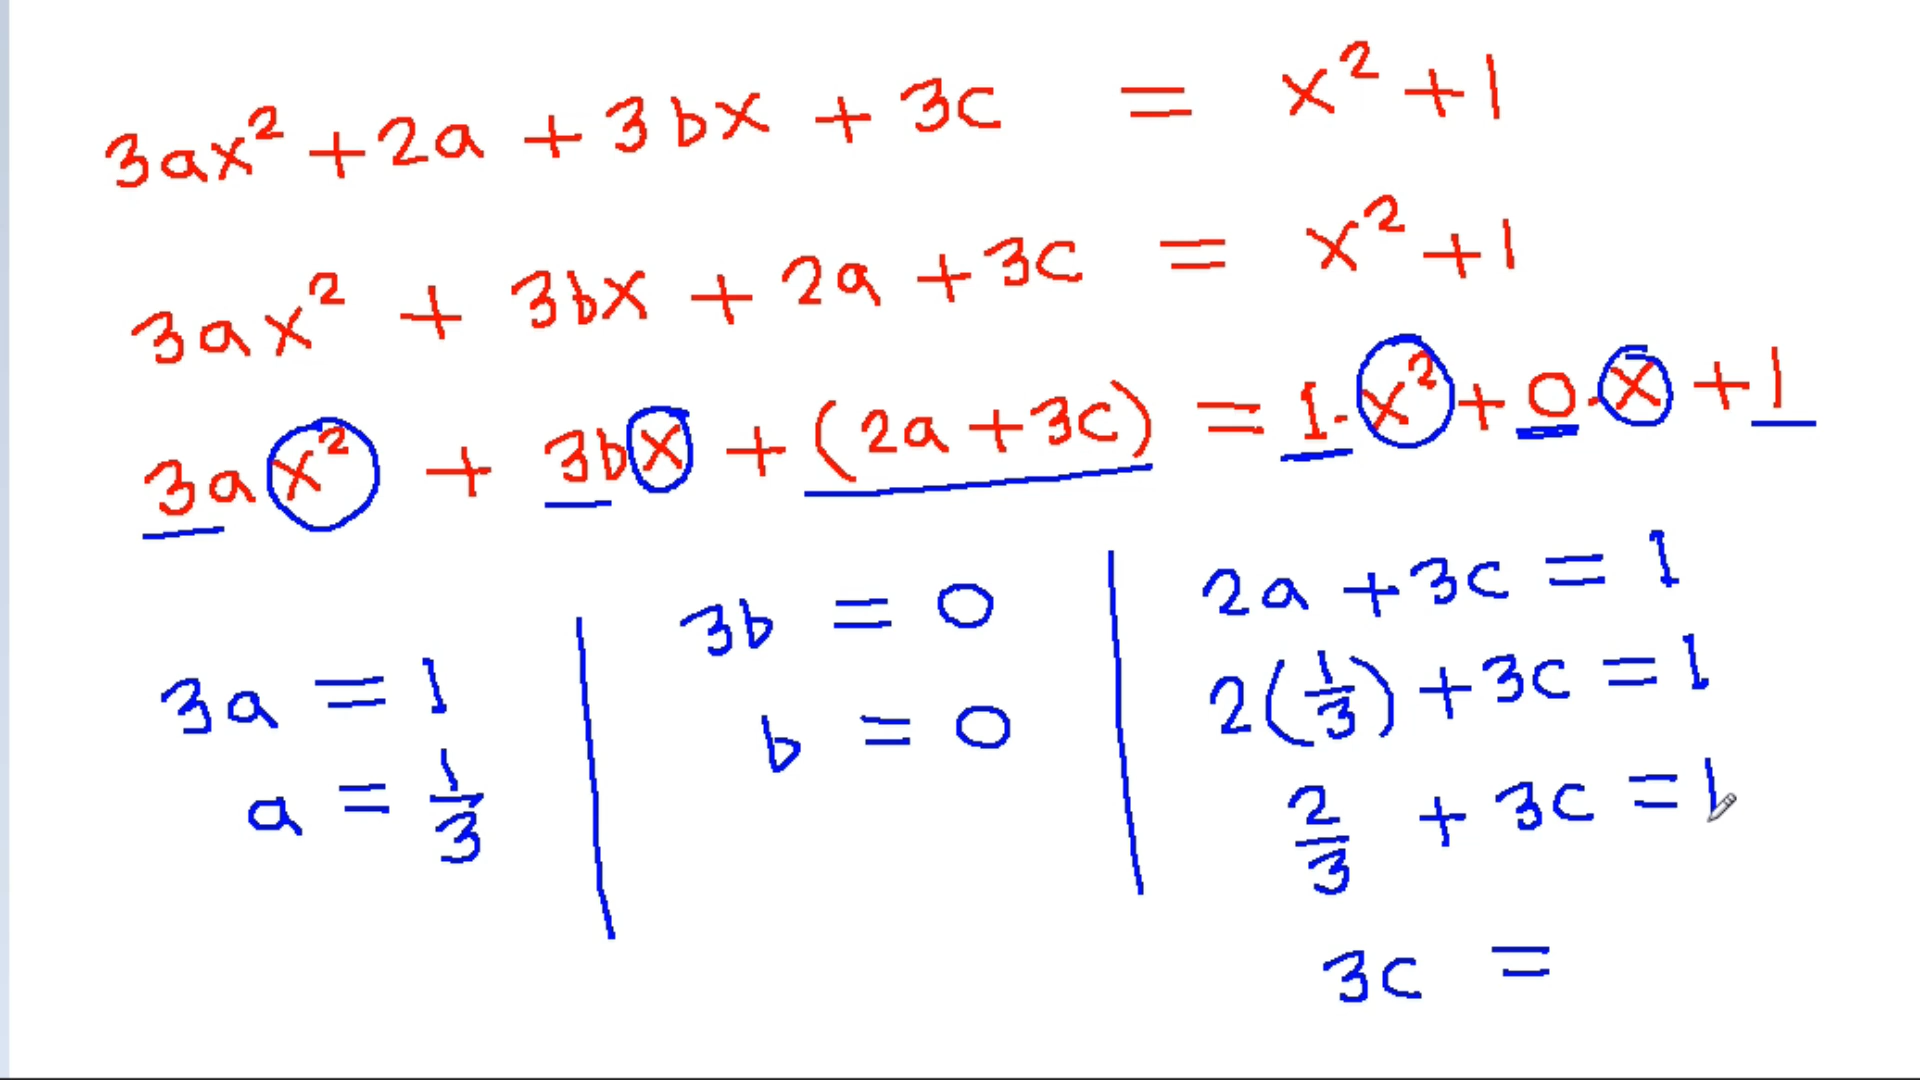 3ax² + 2a + 3bx + 3c = x² + 1
3ax² + 3bx + 2a + 3c = x² + 1
3ax² + 3bx + (2a + 3c) = 1·x² + 0·x + 1
3a = 1
a = 1/3
3b = 0
b = 0
2a + 3c = 1
2(1/3) + 3c = 1
2/3 + 3c = 1
3c =